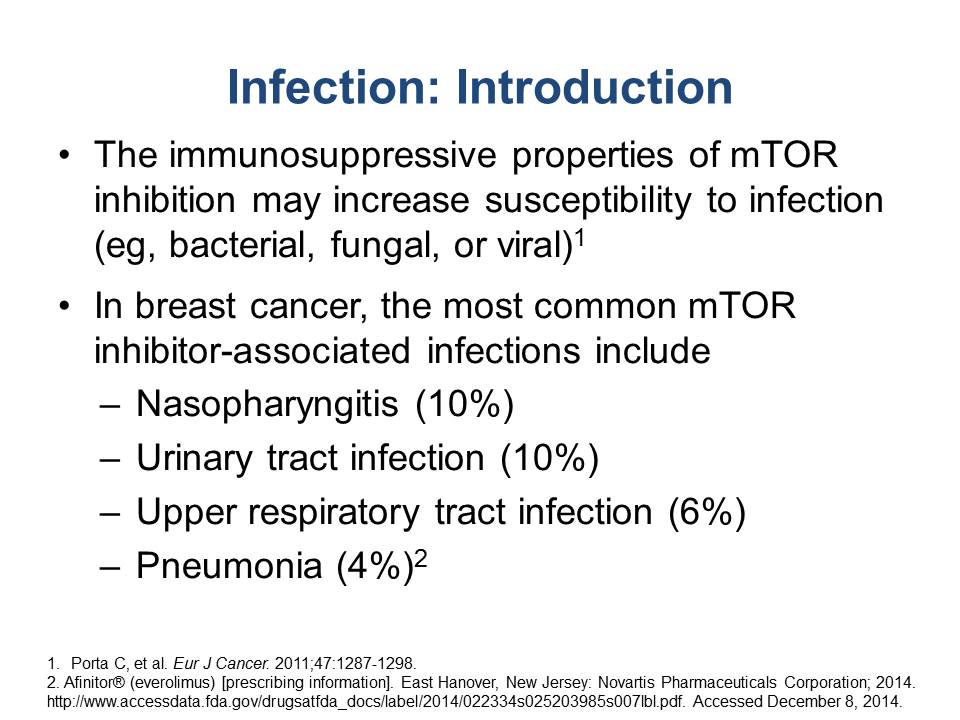 Infection: Introduction
• The immunosuppressive properties of mTOR
inhibition may increase susceptibility to infection
(eg, bacterial, fungal, or viral)1
• In breast cancer, the most common mTOR
inhibitor-associated infections include
– Nasopharyngitis (10%)
– Urinary tract infection (10%)
– Upper respiratory tract infection (6%)
– Pneumonia (4%)2
1. Porta C, et al. Eur J Cancer. 2011;47:1287-1298.
2. Afinitor® (everolimus) [prescribing information]. East Hanover, New Jersey: Novartis Pharmaceuticals Corporation; 2014.
http://www.accessdata.fda.gov/drugsatfda_docs/label/2014/022334s025203985s007lbl.pdf. Accessed December 8, 2014.